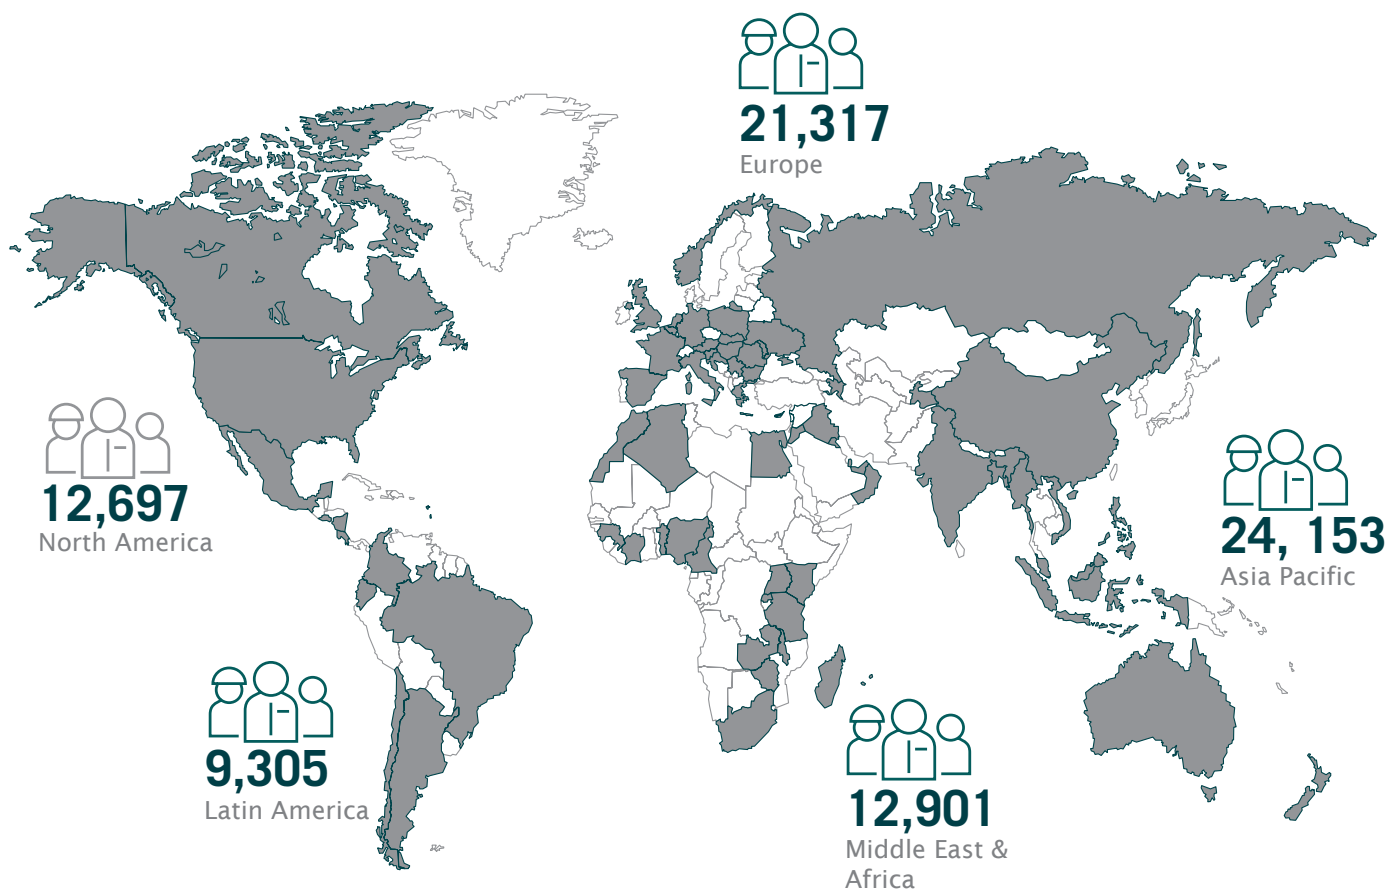 21,317
Europe
12,697
North America
24, 153
Asia Pacific
9,305
Latin America
12,901
Middle East &
Africa